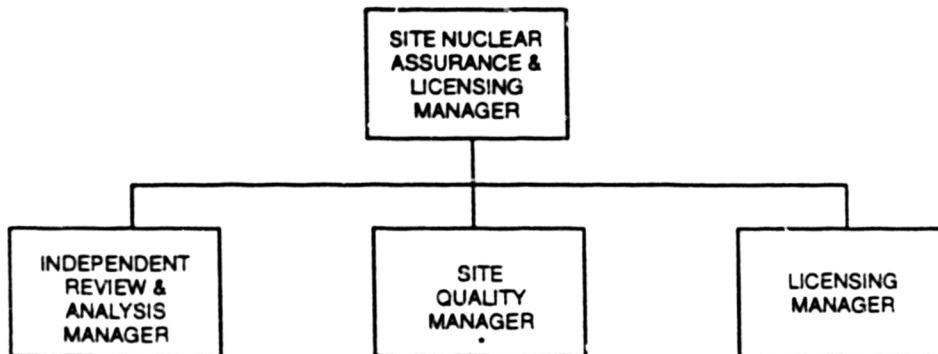 SITE NUCLEAR
ASSURANCE &
LICENSING
MANAGER
INDEPENDENT
REVIEW &
ANALYSIS
MANAGER
SITE
QUALITY
MANAGER
*
LICENSING
MANAGER